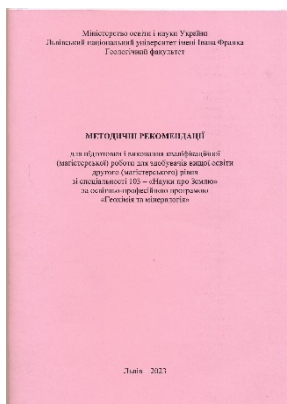 Міністерство освіти і науки України
Львівський національний університет імені Івана Франка
Геологічний факультет
МЕТОДИЧНІ РЕКОМЕНДАЦІЇ
для підготовки і виконання кваліфікаційної
(магістерської) роботи для здобувачів вищої освіти
другого (магістерського) рівня
зі спеціальності 103 – «Науки про Землю»
за освітньо-професійною програмою
«Геохімія та мінералогія»
Львів – 2023